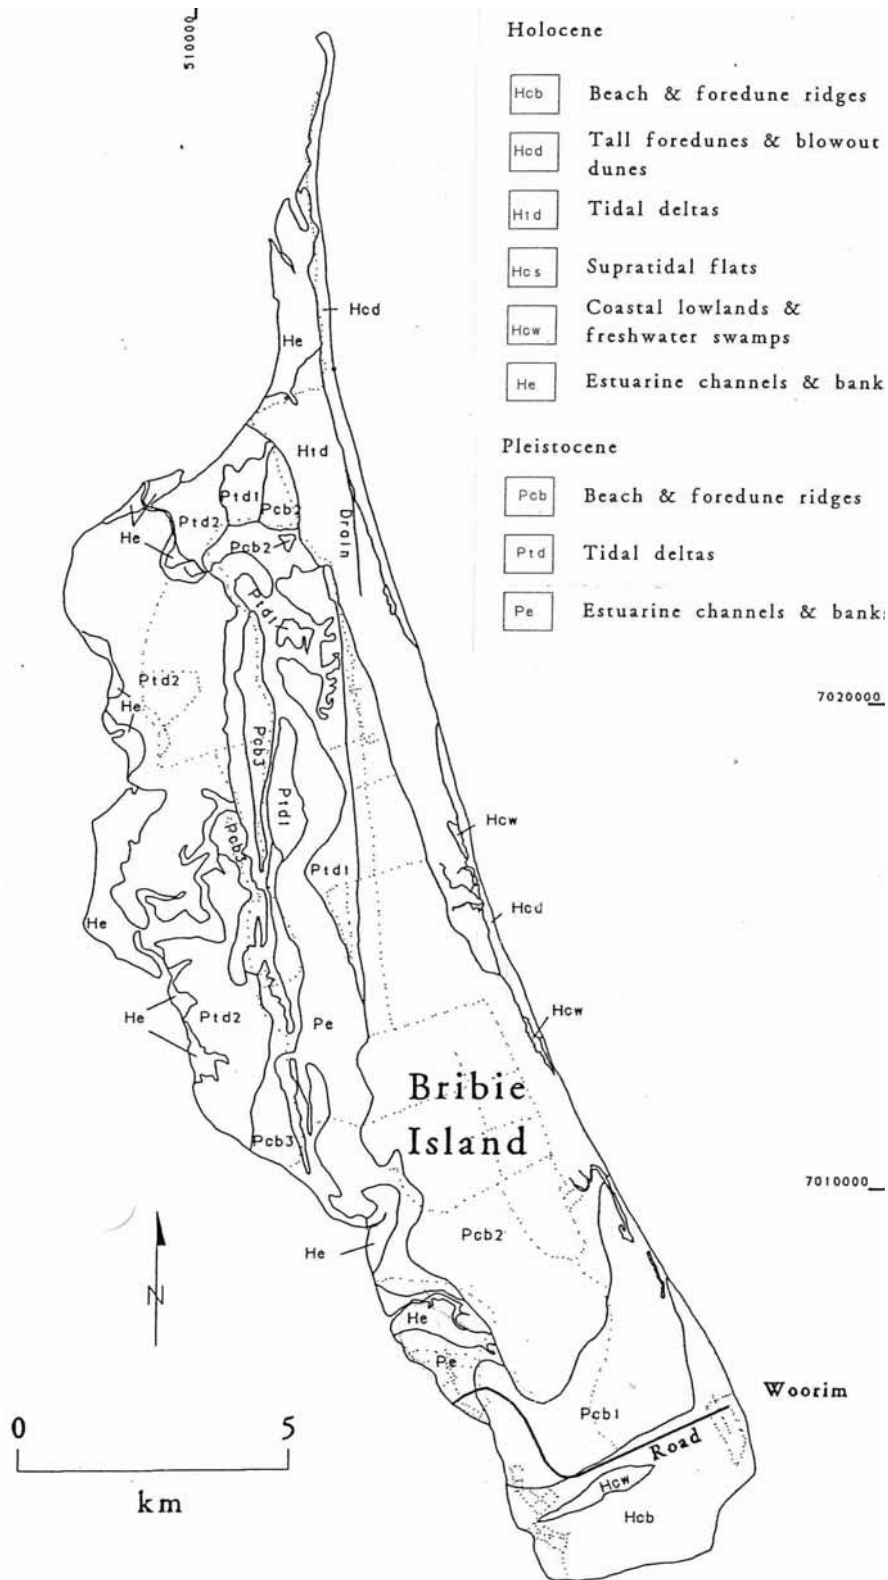 510000
Holocene
Hcb Beach & foredune ridges
Hcd Tall foredunes & blowout
dunes
Htd Tidal deltas
Hcs Supratidal flats
Hcw Coastal lowlands &
freshwater swamps
He Estuarine channels & bank
Pleistocene
Pcb Beach & foredune ridges
Ptd Tidal deltas
Pe Estuarine channels & banks
Hcd
He
Htd
Ptd1
Pcb2
Ptd2
Drain
He
Pcb2
Ptd1
Ptd2
He
7020000
Pcb3
Ptd1
Hcw
Pcb3
Ptd1
Hcd
He
Hcw
He
Ptd2
Pe
Bribie
Island
Pcb3
7010000
Pcb2
He
N
He
Pe
Woorim
Pcb1
0 5
Road
km
Hcw
Hcb